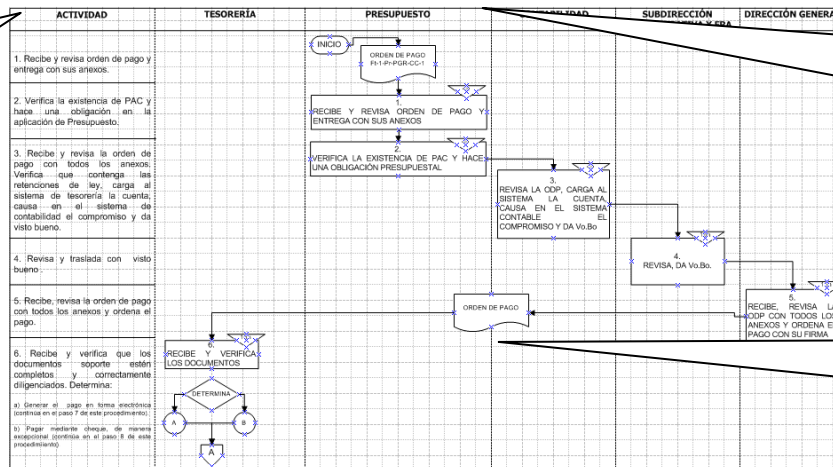 ACTIVIDAD
TESORERÍA
PRESUPUESTO
SUBDIRECCIÓN
DIRECCIÓN GENERA
1. Recibe y revisa orden de pago y
entrega con sus anexos.
2. Verifica la existencia de PAC y
hace una obligación en la
aplicación de Presupuesto.
3. Recibe y revisa la orden de
pago con todos los anexos.
Verifica que contenga las
retenciones de ley, carga al
sistema de tesorería la cuenta,
causa en el sistema de
contabilidad el compromiso y da
visto bueno.
4. Revisa y traslada con visto
bueno .
5. Recibe, revisa la orden de pago
con todos los anexos y ordena el
pago.
6. Recibe y verifica que los
documentos soporte estén
completos y correctamente
diligenciados. Determina:
a) Generar el pago en forma electrónica
(continúa en el paso 7 de este procedimiento)
b) Pagar mediante cheque, de manera
excepcional (continúa en el paso 8 de este
procedimiento)
INICIO
ORDEN DE PAGO
Ft-1-Pr-PGR-CC-1
1.
RECIBE Y REVISA ORDEN DE PAGO Y
ENTREGA CON SUS ANEXOS
2.
VERIFICA LA EXISTENCIA DE PAC Y HACE
UNA OBLIGACIÓN PRESUPUESTAL
3.
REVISA LA ODP, CARGA AL
SISTEMA LA CUENTA,
CAUSA EN EL SISTEMA
CONTABLE EL
COMPROMISO Y DA Vo.Bo
4.
REVISA, DA Vo.Bo.
5.
RECIBE, REVISA LA
ODP CON TODOS LOS
ANEXOS Y ORDENA E
PAGO CON SU FIRMA
ORDEN DE PAGO
6.
RECIBE Y VERIFICA
LOS DOCUMENTOS
DETERMINA
A
B
A